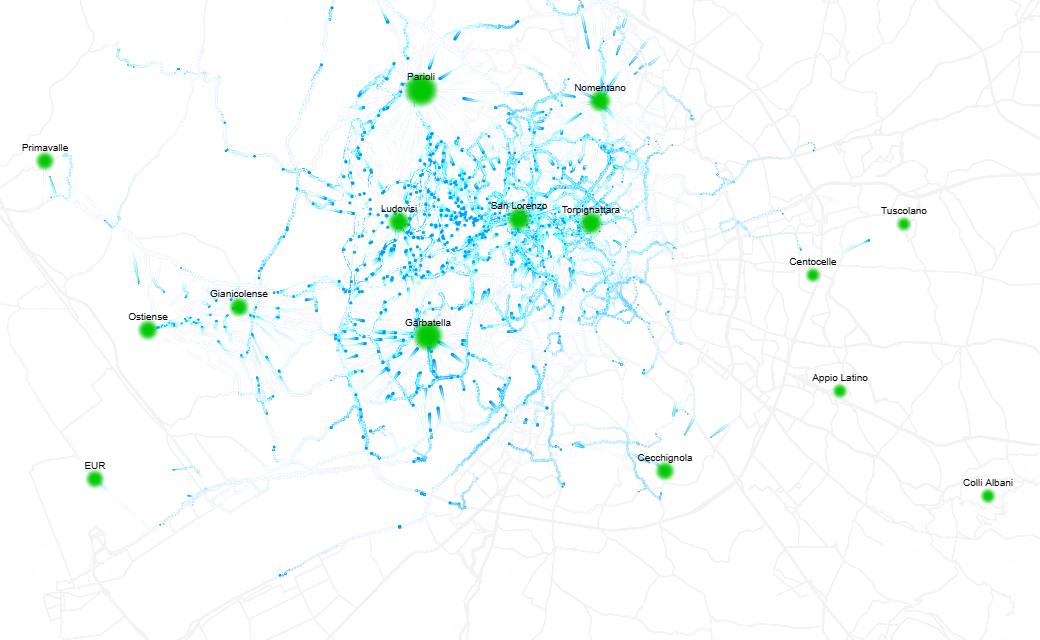 Parioli
Nomentano
Primavalle
Ludovisi
San Lorenzo
Torpignattara
Tuscolano
Centocelle
Gianicolense
Ostiense
Garbatella
Appio Latino
Cecchignola
EUR
Colli Albani